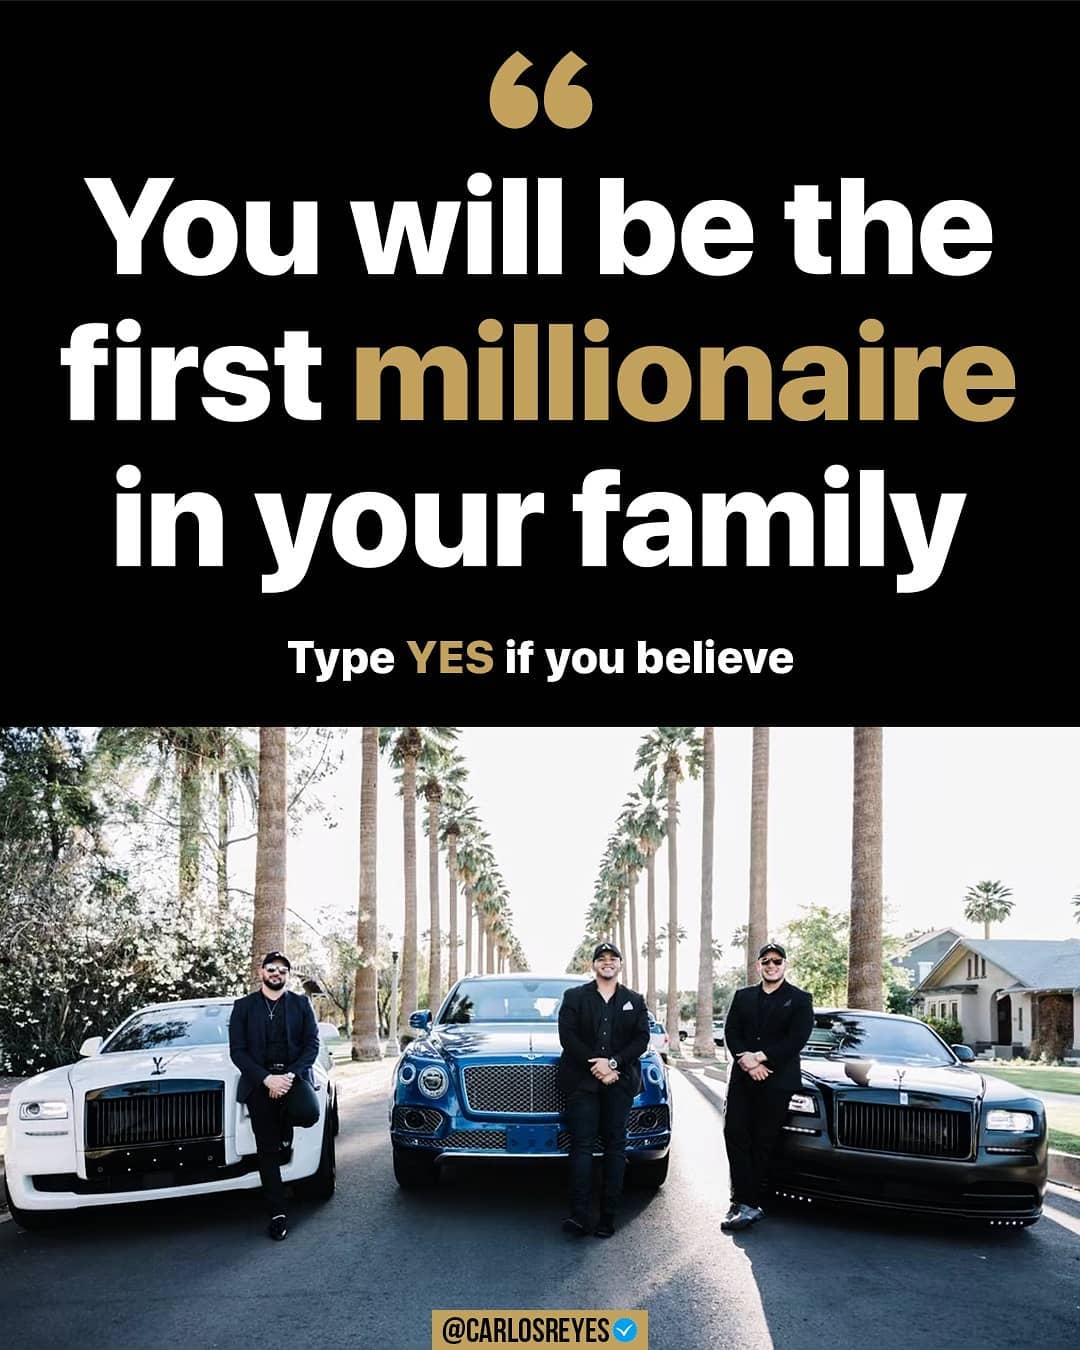 “
You will be the
first millionaire
in your family
Type YES if you believe
@CARLOSREYES